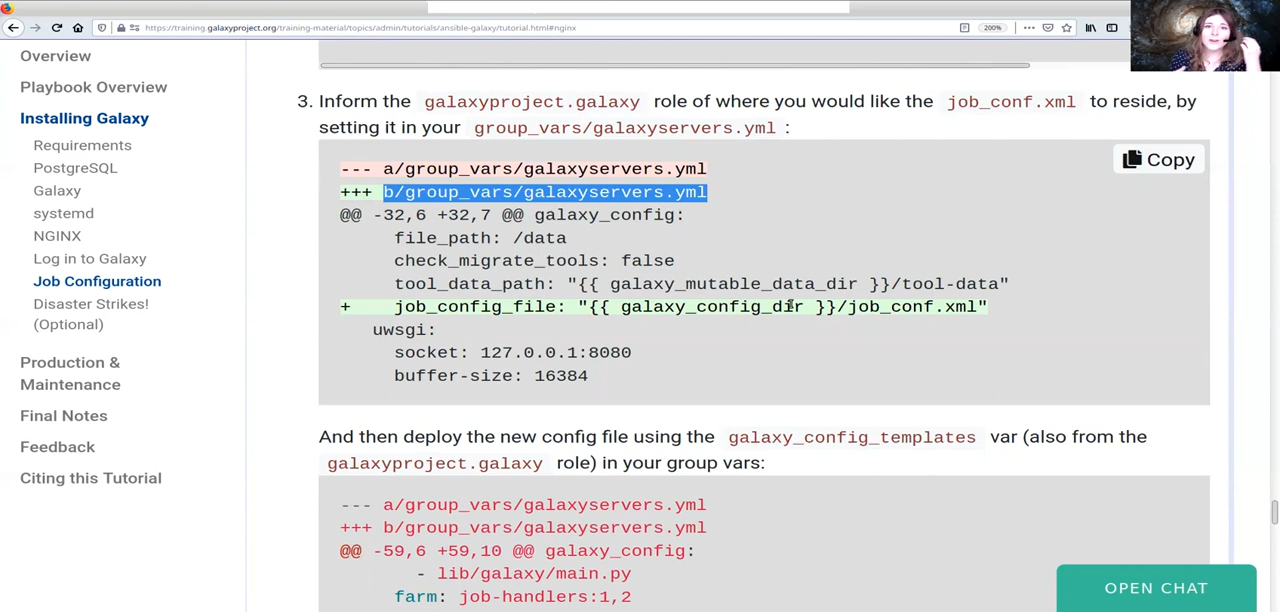 https://training.galaxyproject.org/training-material/topics/admin/tutorials/ansible-galaxy/tutorial.html#nginx
200%
Overview
Playbook Overview
Installing Galaxy
Requirements
PostgreSQL
Galaxy
systemd
NGINX
Log in to Galaxy
Job Configuration
Disaster Strikes!
(Optional)
Production &
Maintenance
Final Notes
Feedback
Citing this Tutorial
3. Inform the galaxyproject.galaxy role of where you would like the job_conf.xml to reside, by
setting it in your group_vars/galaxyservers.yml :
Copy
--- a/group_vars/galaxyservers.yml
+++ b/group_vars/galaxyservers.yml
@@ -32,6 +32,7 @@ galaxy_config:
file_path: /data
check_migrate_tools: false
tool_data_path: "{{ galaxy_mutable_data_dir }}/tool-data"
+ job_config_file: "{{ galaxy_config_dir }}/job_conf.xml"
uwsgi:
socket: 127.0.0.1:8080
buffer-size: 16384
And then deploy the new config file using the galaxy_config_templates var (also from the
galaxyproject.galaxy role) in your group vars:
--- a/group_vars/galaxyservers.yml
+++ b/group_vars/galaxyservers.yml
@@ -59,6 +59,10 @@ galaxy_config:
- lib/galaxy/main.py
farm: job-handlers:1,2
OPEN CHAT